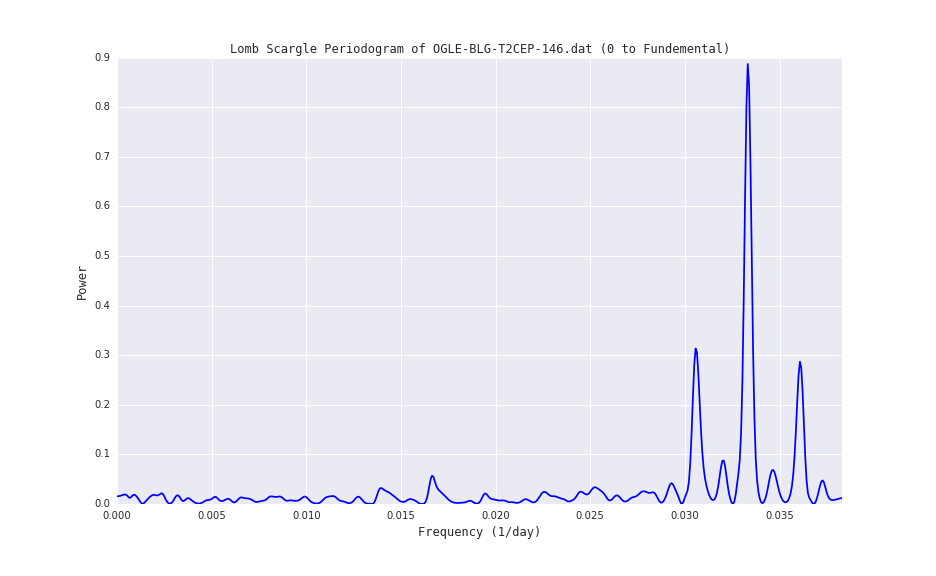 Lomb Scargle Periodogram of OGLE-BLG-T2CEP-146.dat (0 to Fundemental)
0.9
0.8
0.7
0.6
0.5
0.4
0.3
0.2
0.1
0.0
Power
0.000 0.005 0.010 0.015 0.020 0.025 0.030 0.035
Frequency (1/day)